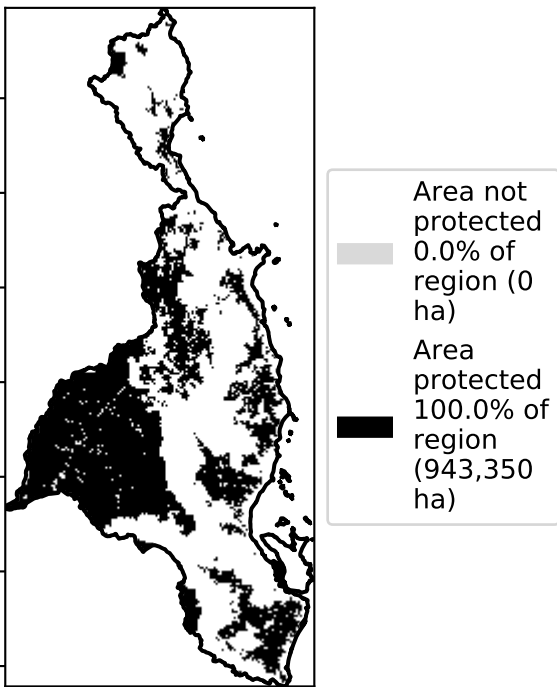 Area not
protected
0.0% of
region (0
ha)
Area
protected
100.0% of
region
(943,350
ha)